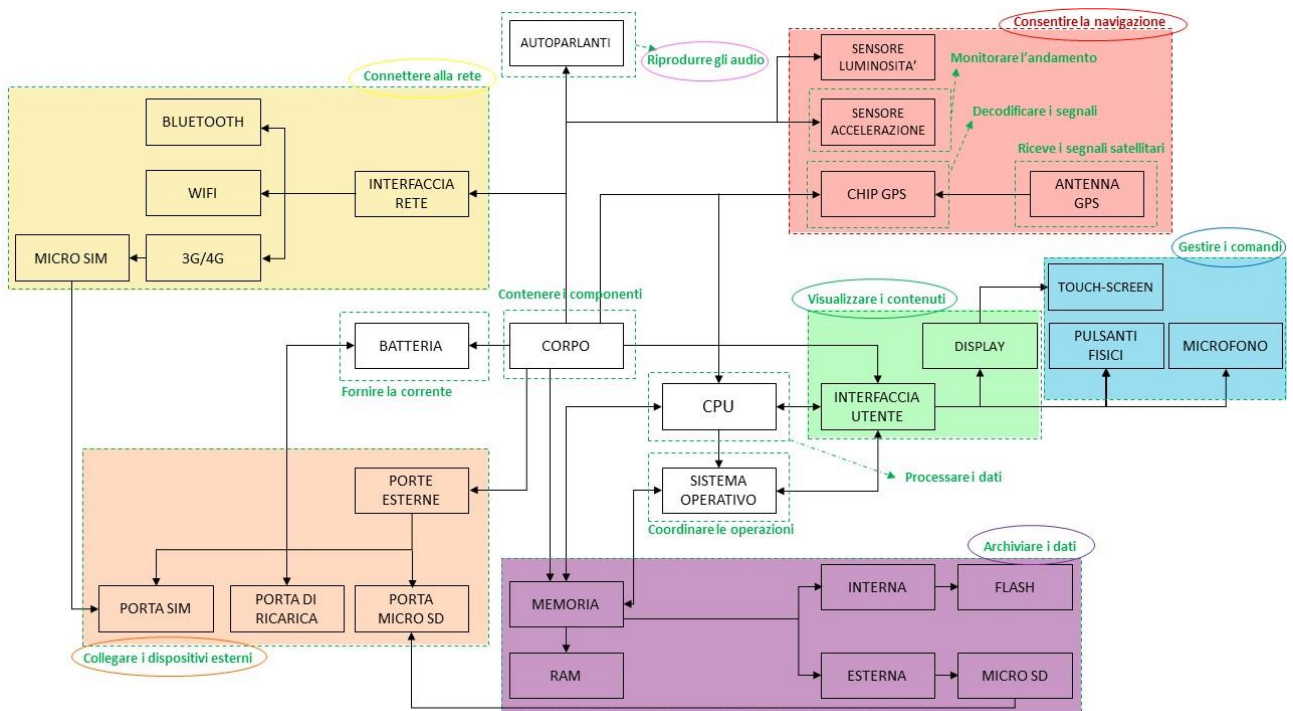 Consentire la navigazione
AUTOPARLANTI
Riprodurre gli audio
SENSORE
LUMINOSITA'
Monitorare l'andamento
Connettere alla rete
BLUETOOTH
SENSORE
ACCELERAZIONE
Decodificare i segnali
Riceve i segnali satellitari
WIFI
INTERFACCIA
RETE
CHIP GPS
ANTENNA
GPS
MICRO SIM
3G/4G
Gestire i comandi
Contenere i componenti
Visualizzare i contenuti
TOUCH-SCREEN
BATTERIA
CORPO
DISPLAY
PULSANTI
FISICI
MICROFONO
Fornire la corrente
CPU
INTERFACCIA
UTENTE
PORTE
ESTERNE
SISTEMA
OPERATIVO
Processare i dati
Coordinare le operazioni
Archiviare i dati
PORTA SIM
PORTA DI
RICARICA
PORTA
MICRO SD
MEMORIA
INTERNA
FLASH
Collegare i dispositivi esterni
RAM
ESTERNA
MICRO SD